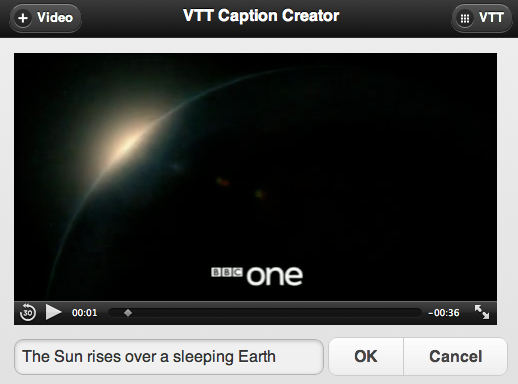 Video
VTT Caption Creator
VTT
BBC one
30
00:01
-00:36
The Sun rises over a sleeping Earth
OK
Cancel